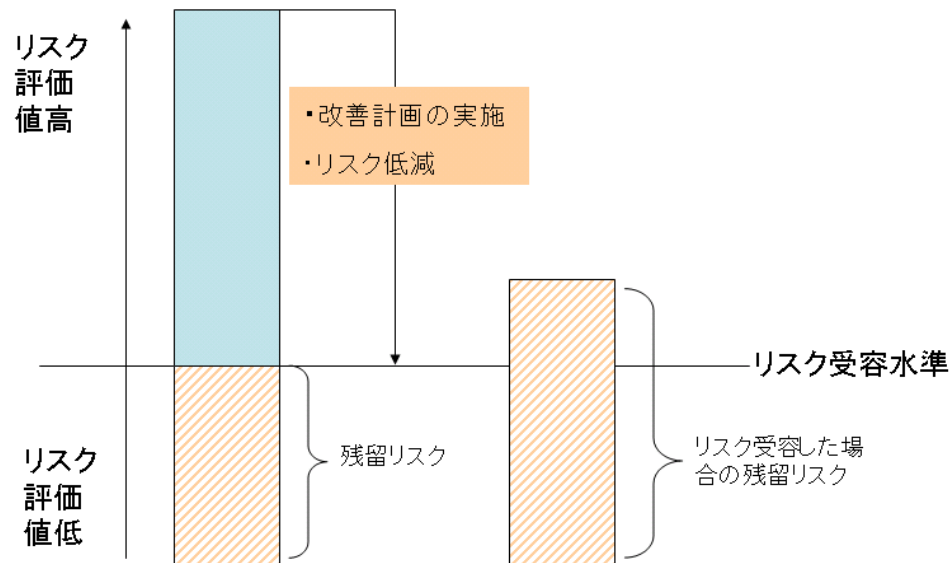 リスク
評価
値高
・改善計画の実施
・リスク低減
リスク受容水準
残留リスク
リスク受容した場
合の残留リスク
リスク
評価
値低